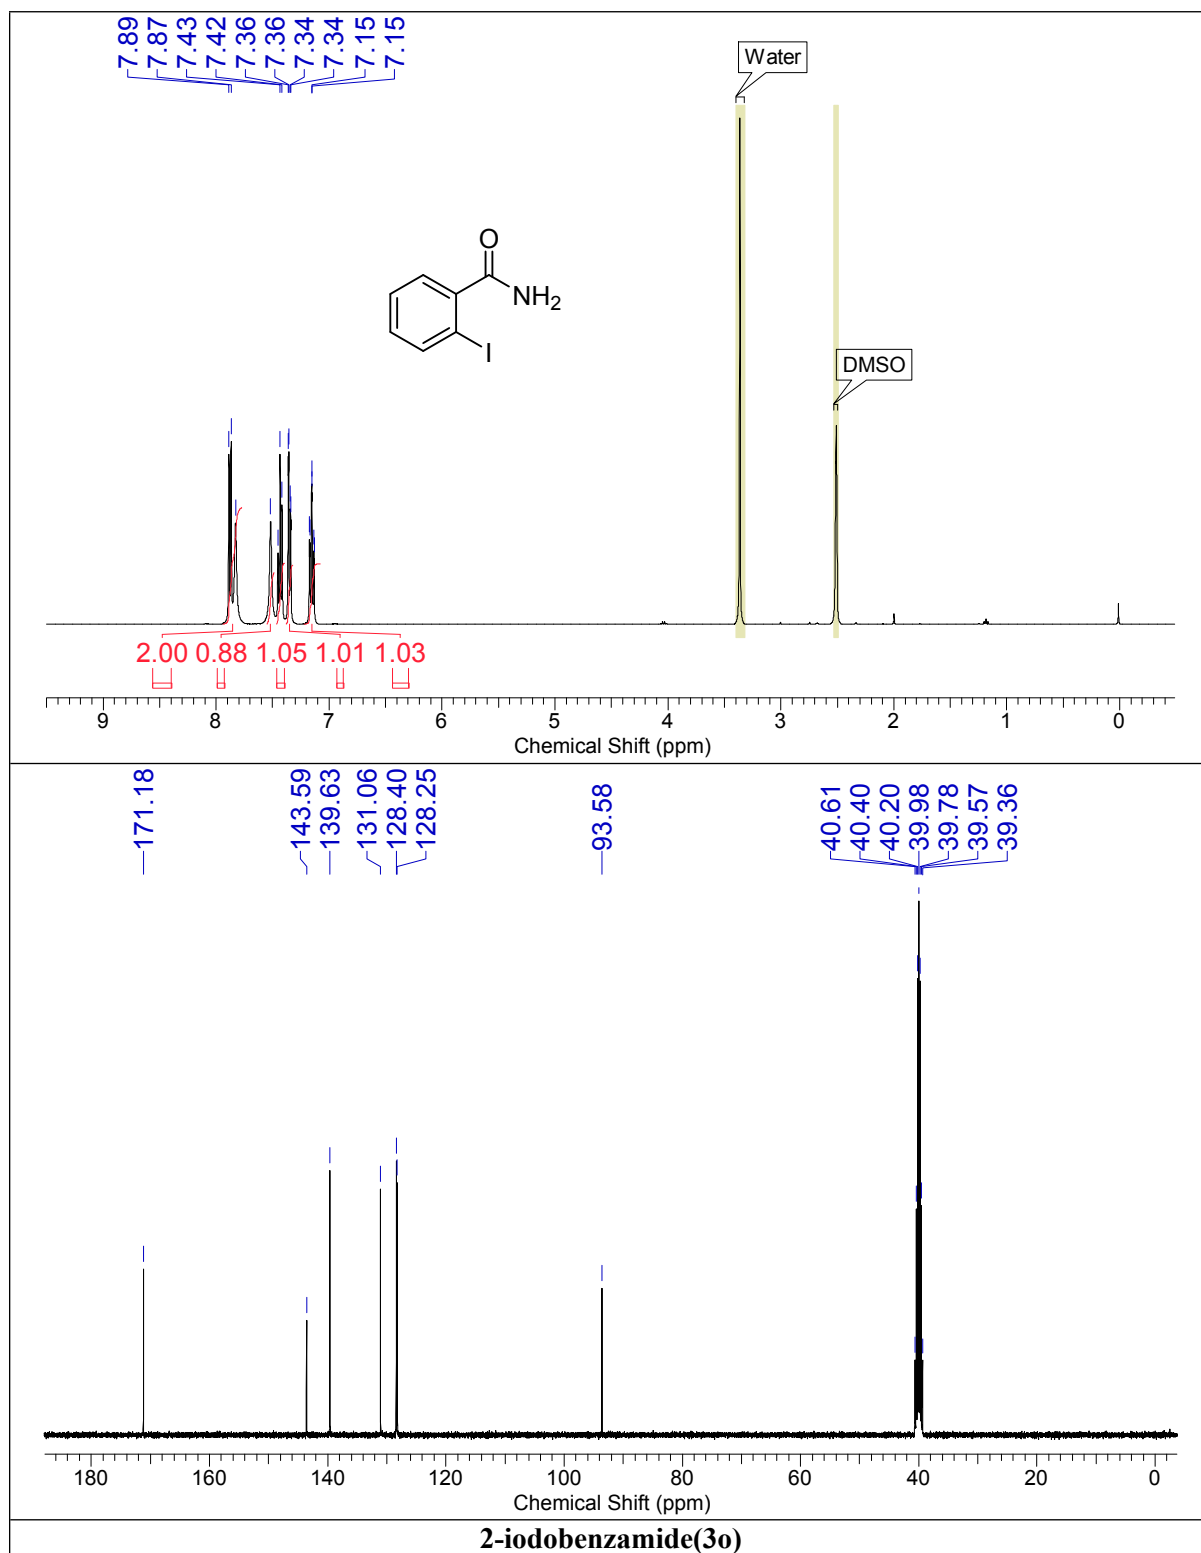 7.89 7.87 7.43 7.42 7.36 7.36 7.34 7.34 7.15 7.15
Water
O
NH2
I
DMSO
2.00 0.88 1.05 1.01 1.03
9 8 7 6 5 4 3 2 1 0
Chemical Shift (ppm)
171.18 143.59 139.63 131.06 128.40 128.25 93.58 40.61 40.40 40.20 39.98 39.78 39.57 39.36
180 160 140 120 100 80 60 40 20 0
Chemical Shift (ppm)
2-iodobenzamide(3o)